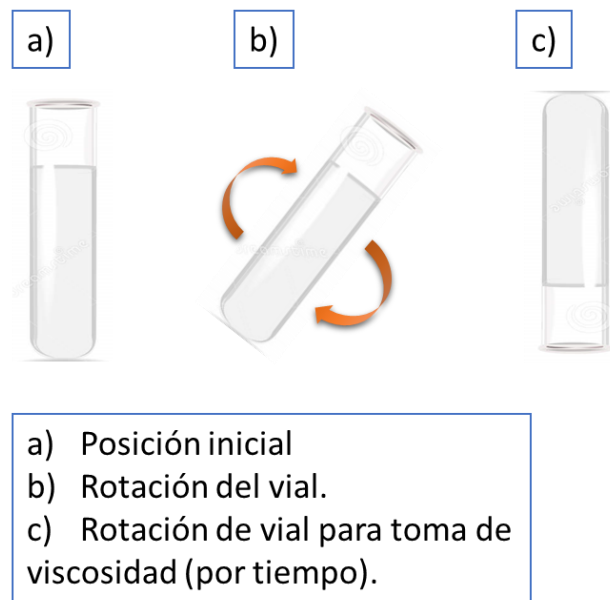 a)
b)
c)
a) Posición inicial
b) Rotación del vial.
c) Rotación de vial para toma de
viscosidad (por tiempo).